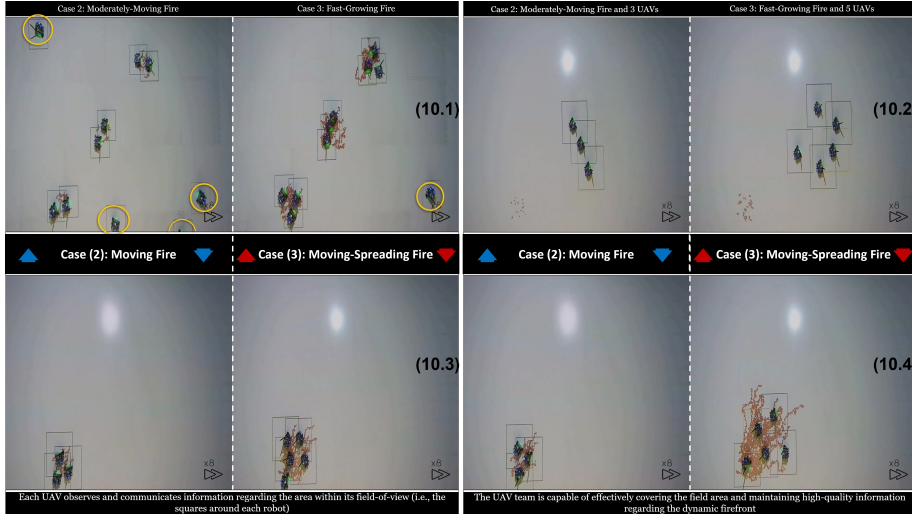 Case 2: Moderately-Moving Fire
Case 3: Fast-Growing Fire
Case 2: Moderately-Moving Fire and 3 UAVs
Case 3: Fast-Growing Fire and 5 UAVs
(10.1)
(10.2
x8
x8
Case (2): Moving Fire
Case (3): Moving-Spreading Fire
Case (2): Moving Fire
Case (3): Moving-Spreading Fire
(10.3)
(10.4
x8
x8
x8
x8
Each UAV observes and communicates information regarding the area within its field-of-view (i.e., the
squares around each robot)
The UAV team is capable of effectively covering the field area and maintaining high-quality information
regarding the dynamic firefront